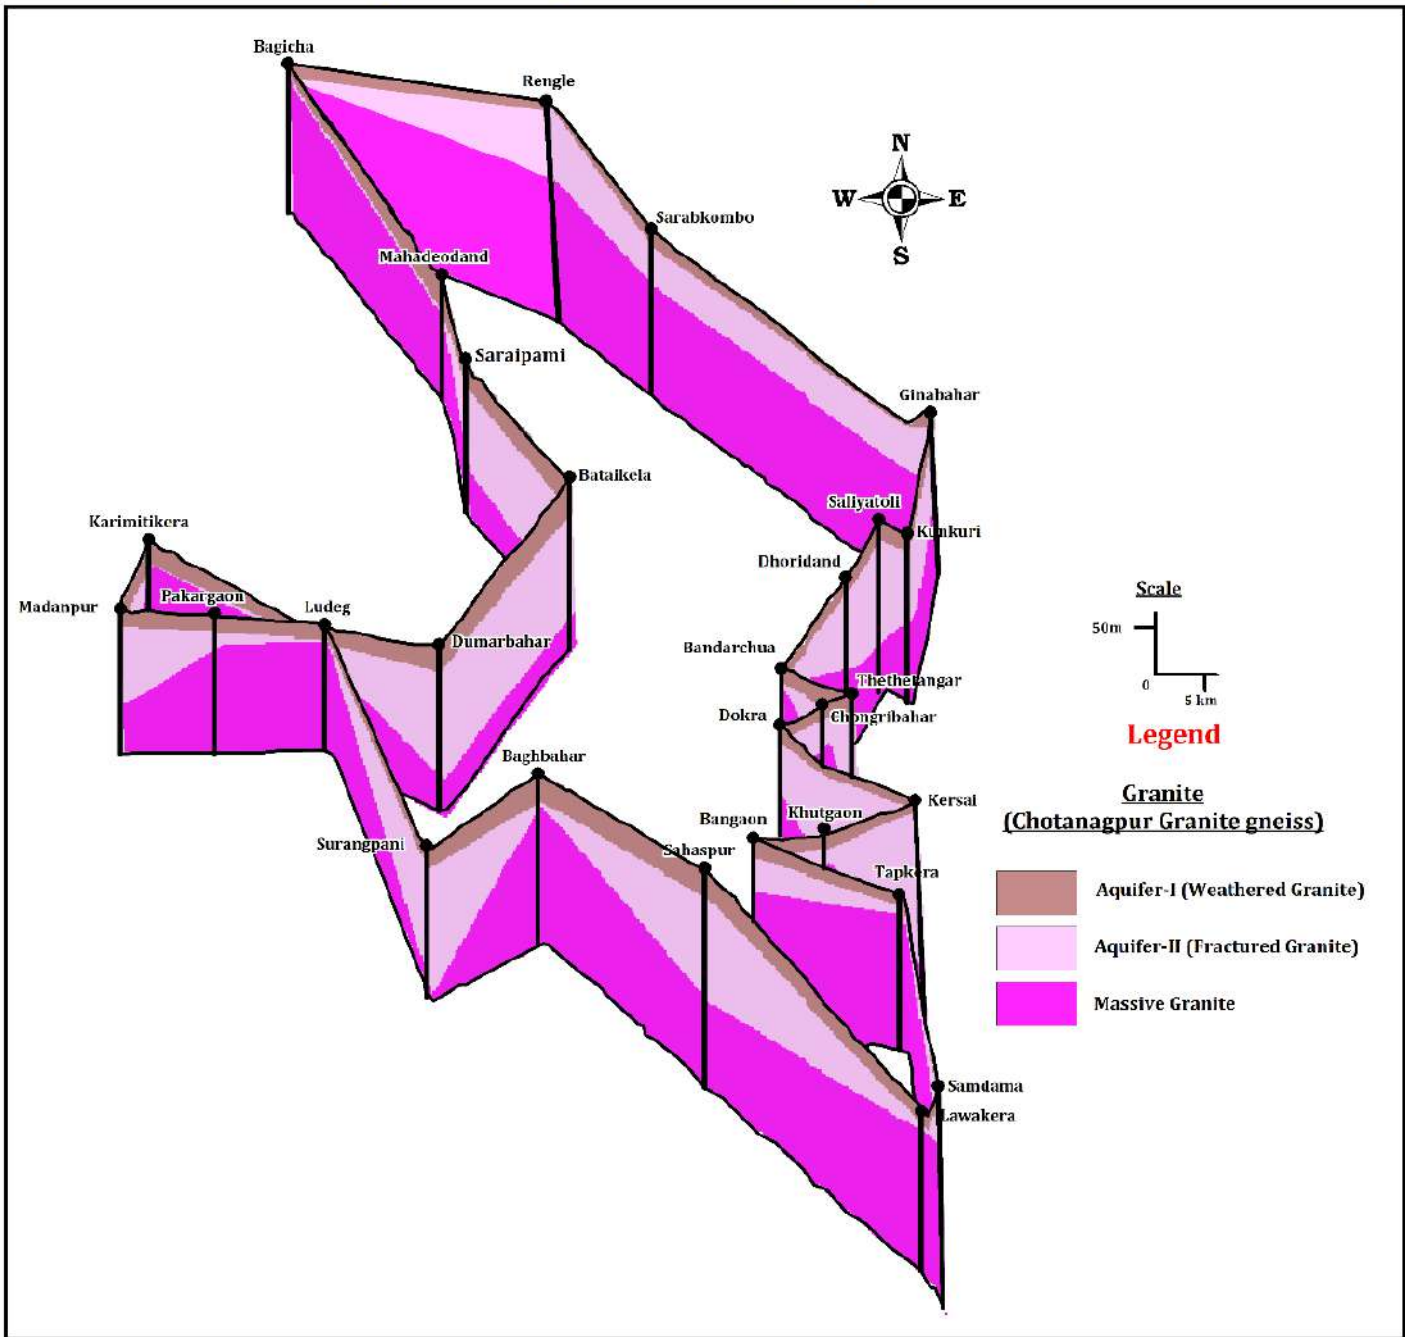 Bagicha
Rengle
N
W
E
S
Sarabkombo
Mahadeodand
Saraipami
Ginabahar
Bataikela
Saliyatoli
Kunkuri
Karimitikera
Dhoridand
Scale
Madanpur
Pakargaon
Ludeg
50m
Dumarbahar
Bandarchua
Thethetangar
0
5 km
Dokra
Chongribahar
Legend
Baghbahar
Granite
Kersai
(Chotanagpur Granite gneiss)
Bangaon
Khutgaon
Surangpani
Sahaspur
Tapkera
Aquifer-I (Weathered Granite)
Aquifer-II (Fractured Granite)
Massive Granite
Samdama
Lawakera